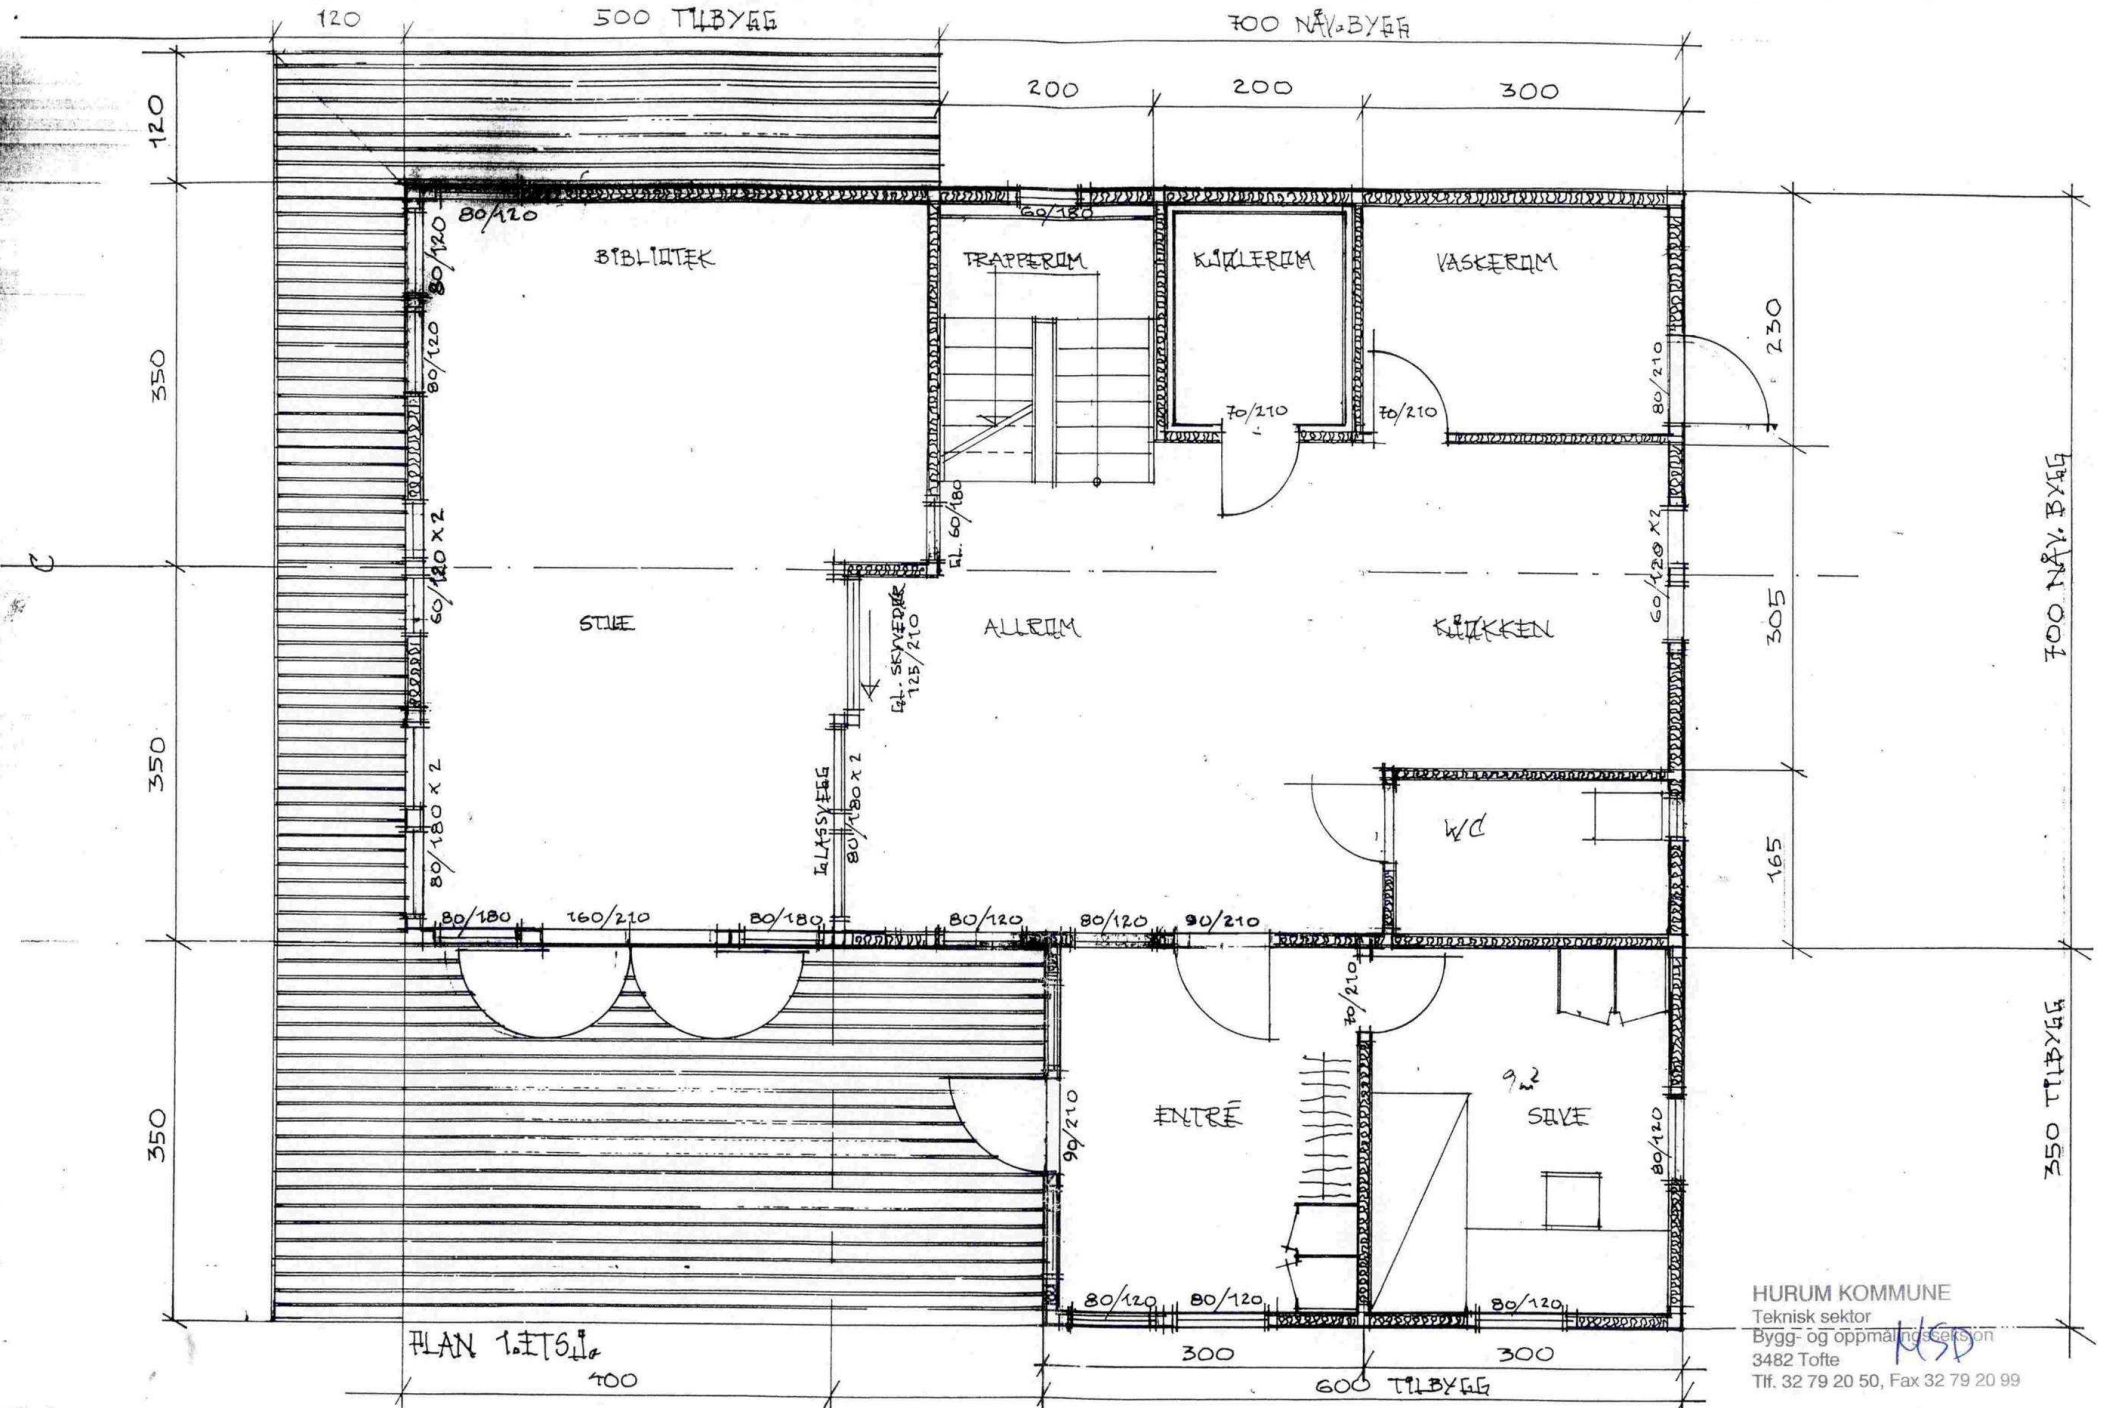 120
500 TILBYGG
700 NÅV.BYGG
200
200
300
120
350
350
350
80/120
80/120
80/120
60/120 X 2
80/180 X 2
BIBLIOTEK
60/180
TRAPPEROM
KJØLEROM
VASKEROM
70/210
70/210
80/210
230
GL. 60/180
C
STUE
GL. SKYVEDØR
125/210
ALLROM
KJØKKEN
60/120 X2
305
700 NÅV. BYGG
GLASSVEGG
80/180 X 2
WC
165
80/180
160/210
80/180
80/120
80/120
90/210
70/210
90/210
ENTRÉ
9 m²
SOVE
80/120
350 TILBYGG
80/120
80/120
80/120
PLAN 1.ETSJ.
400
300
300
600 TILBYGG
HURUM KOMMUNE
Teknisk sektor
Bygg- og oppmålingsseksjon
3482 Tofte
Tlf. 32 79 20 50, Fax 32 79 20 99